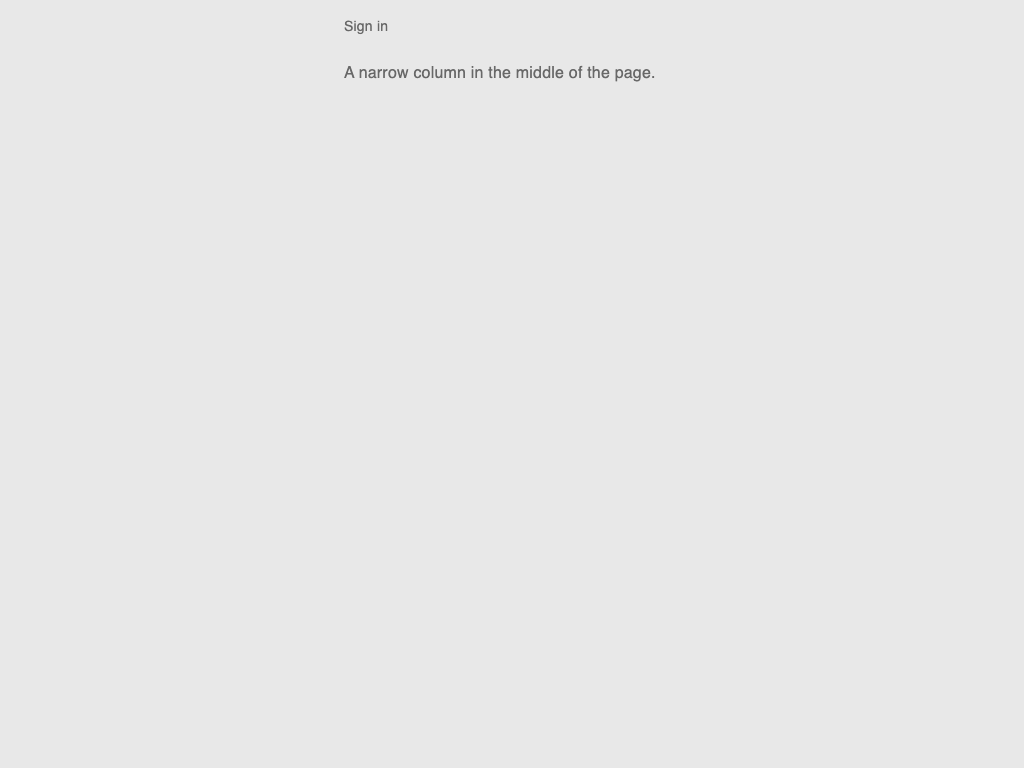 Sign in
A narrow column in the middle of the page.